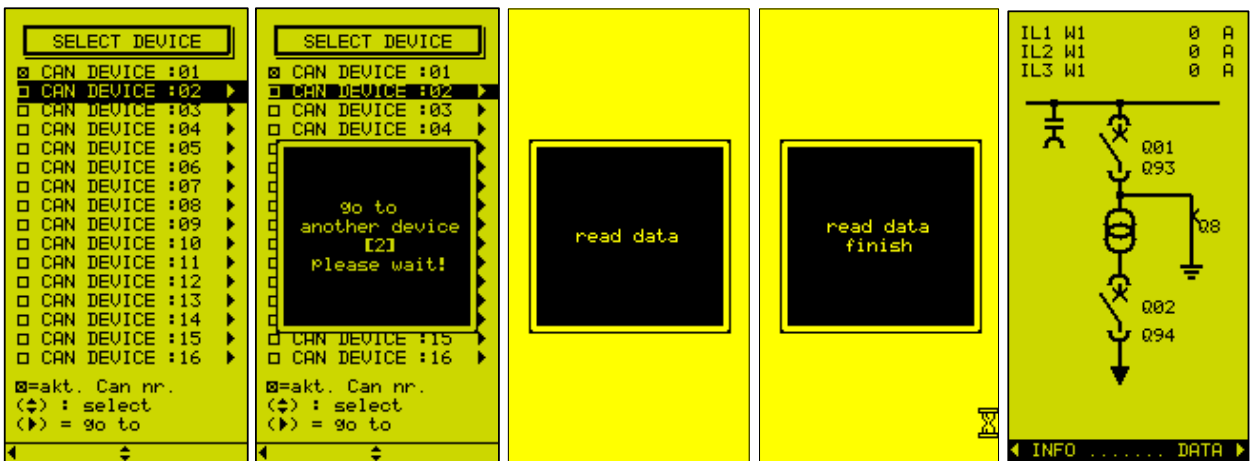 SELECT DEVICE
CAN DEVICE :01
CAN DEVICE :02
CAN DEVICE :03
CAN DEVICE :04
CAN DEVICE :05
CAN DEVICE :06
CAN DEVICE :07
CAN DEVICE :08
CAN DEVICE :09
CAN DEVICE :10
CAN DEVICE :11
CAN DEVICE :12
CAN DEVICE :13
CAN DEVICE :14
CAN DEVICE :15
CAN DEVICE :16
=akt. Can nr.
(♦) : select
(▶) = go to
SELECT DEVICE
CAN DEVICE :01
CAN DEVICE :02
CAN DEVICE :03
CAN DEVICE :04
go to
another device
[2]
please wait!
CAN DEVICE :15
CAN DEVICE :16
=akt. Can nr.
(♦) : select
(▶) = go to
read data
read data
finish
IL1 W1 0 A
IL2 W1 0 A
IL3 W1 0 A
Q01
Q93
Q8
Q02
Q94
INFO ....... DATA